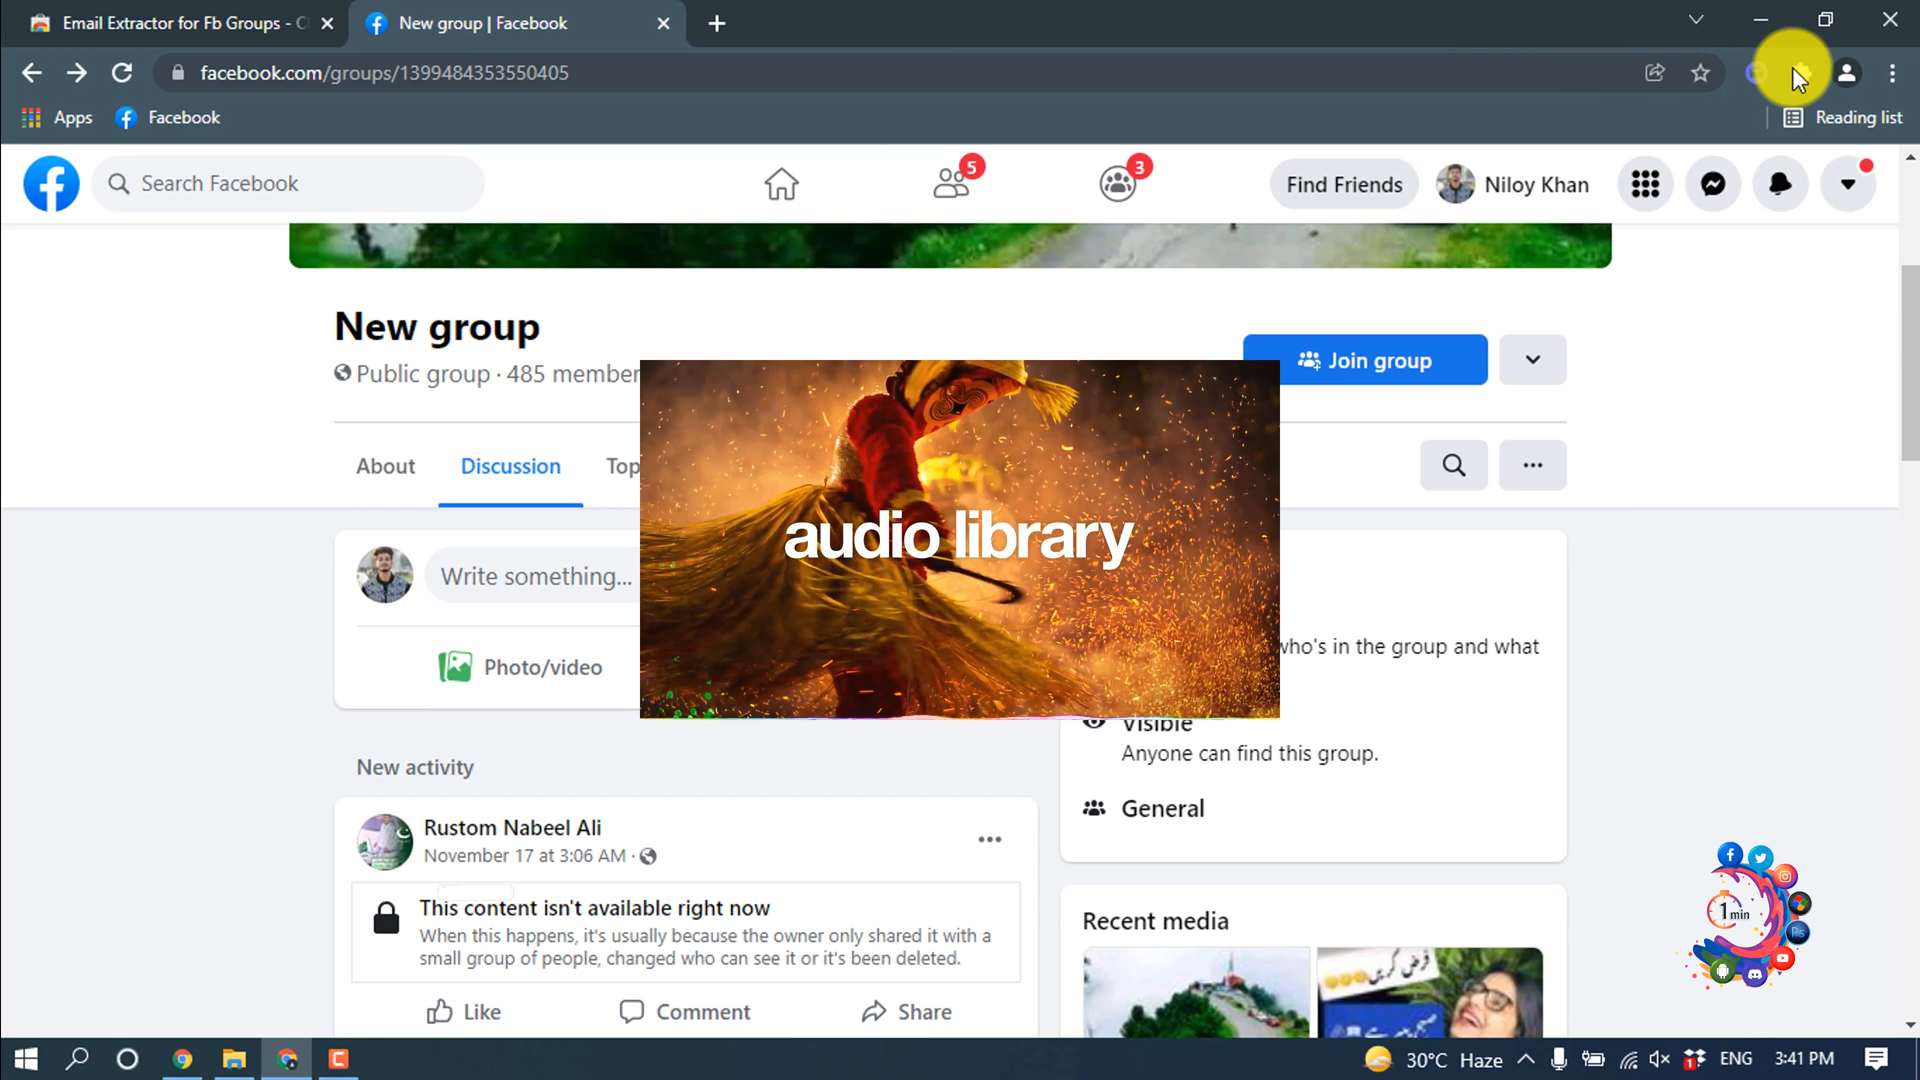 Email Extractor for Fb Groups - C
New group | Facebook
facebook.com/groups/1399484353550405
Apps
Facebook
Reading list
Search Facebook
5
3
Find Friends
Niloy Khan
New group
Public group · 485 member
Join group
About
Discussion
Top
audio library
Write something...
Photo/video
who's in the group and what
Visible
Anyone can find this group.
General
New activity
Rustom Nabeel Ali
November 17 at 3:06 AM ·
This content isn't available right now
When this happens, it's usually because the owner only shared it with a
small group of people, changed who can see it or it's been deleted.
Like
Comment
Share
Recent media
1 min
Ps
30°C Haze
1
ENG
3:41 PM